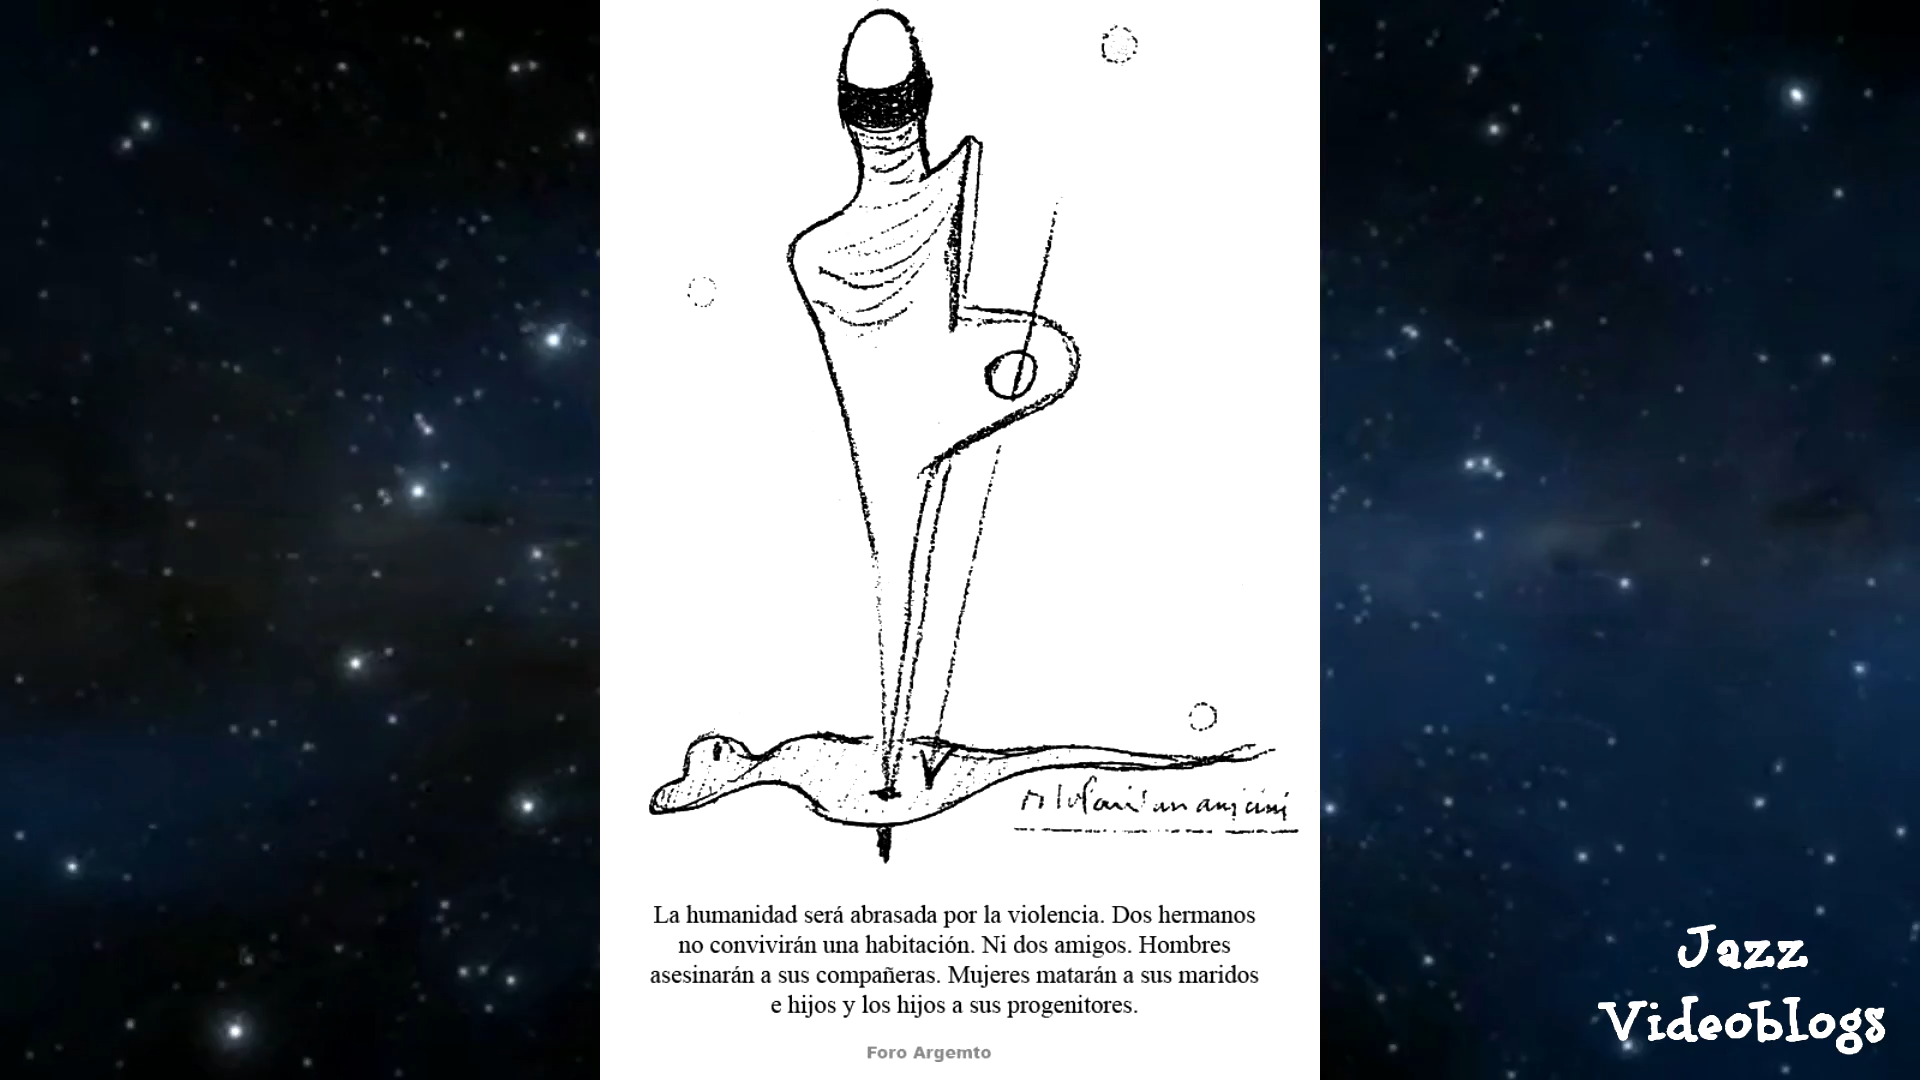 La humanidad será abrasada por la violencia. Dos hermanos
no convivirán una habitación. Ni dos amigos. Hombres
asesinarán a sus compañeras. Mujeres matarán a sus maridos
e hijos y los hijos a sus progenitores.
Foro Argemto
Jazz
Videoblogs